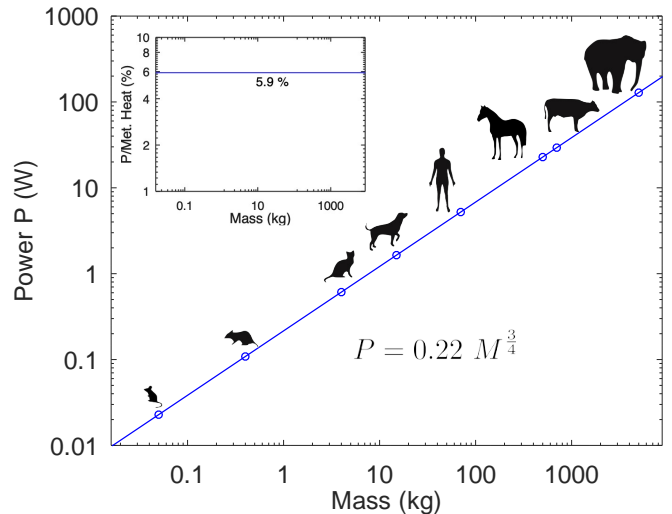 1000
100
10
1
0.1
0.01
Power P (W)
0.1 1 10 100 1000
Mass (kg)
P = 0.22 M^{\frac{3}{4}}
10
8
6
4
2
1
P/Met. Heat (%)
5.9 %
0.1 10 1000
Mass (kg)